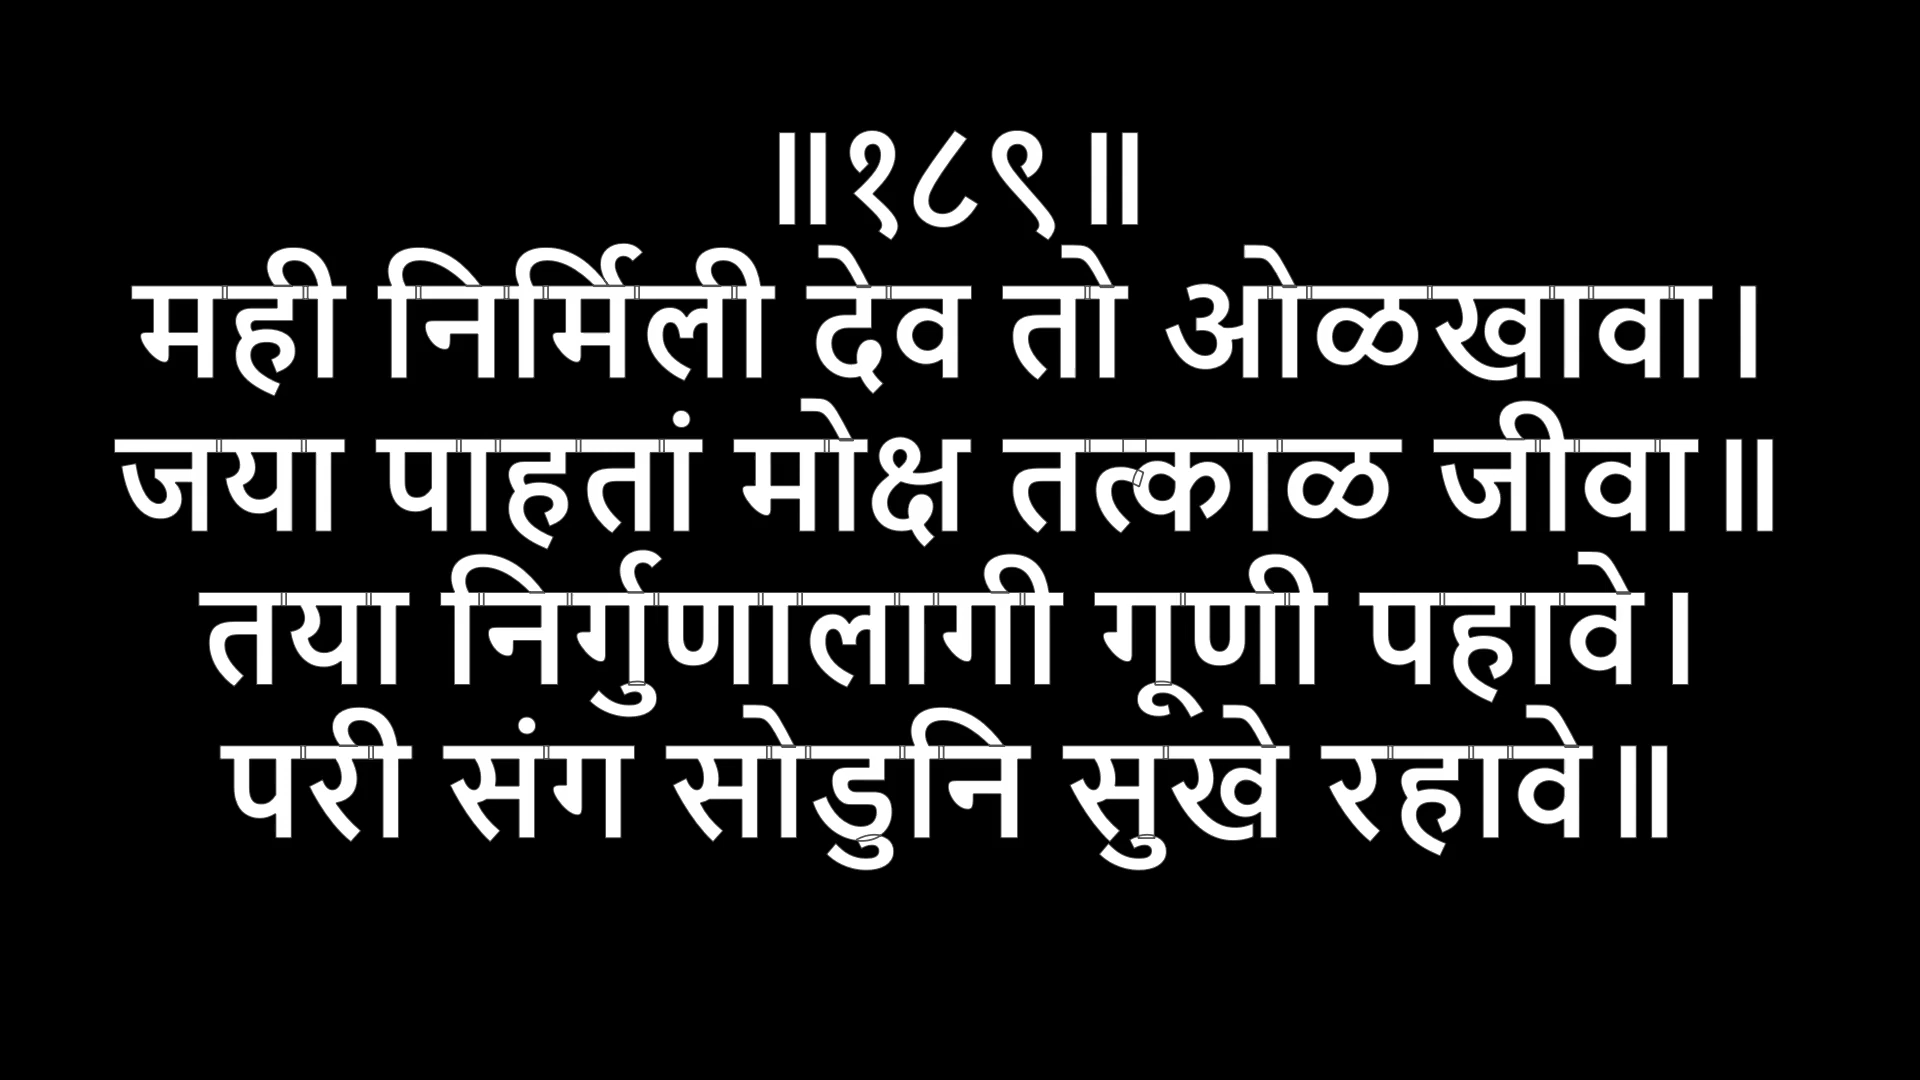 ॥१८९॥
मही निर्मिली देव तो ओळखावा।
जया पाहतां मोक्ष तत्काळ जीवा॥
तया निर्गुणालागी गूणी पहावे।
परी संग सोडुनि सुखे रहावे॥